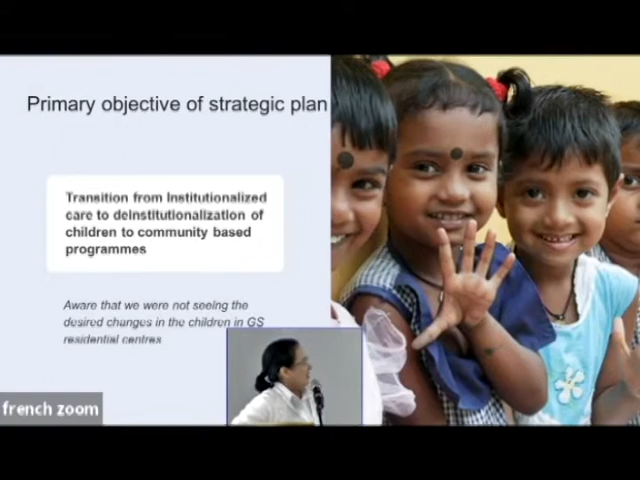 Primary objective of strategic plan
Transition from Institutionalized
care to deinstitutionalization of
children to community based
programmes
Aware that we were not seeing the
desired changes in the children in GS
residential centres
french zoom